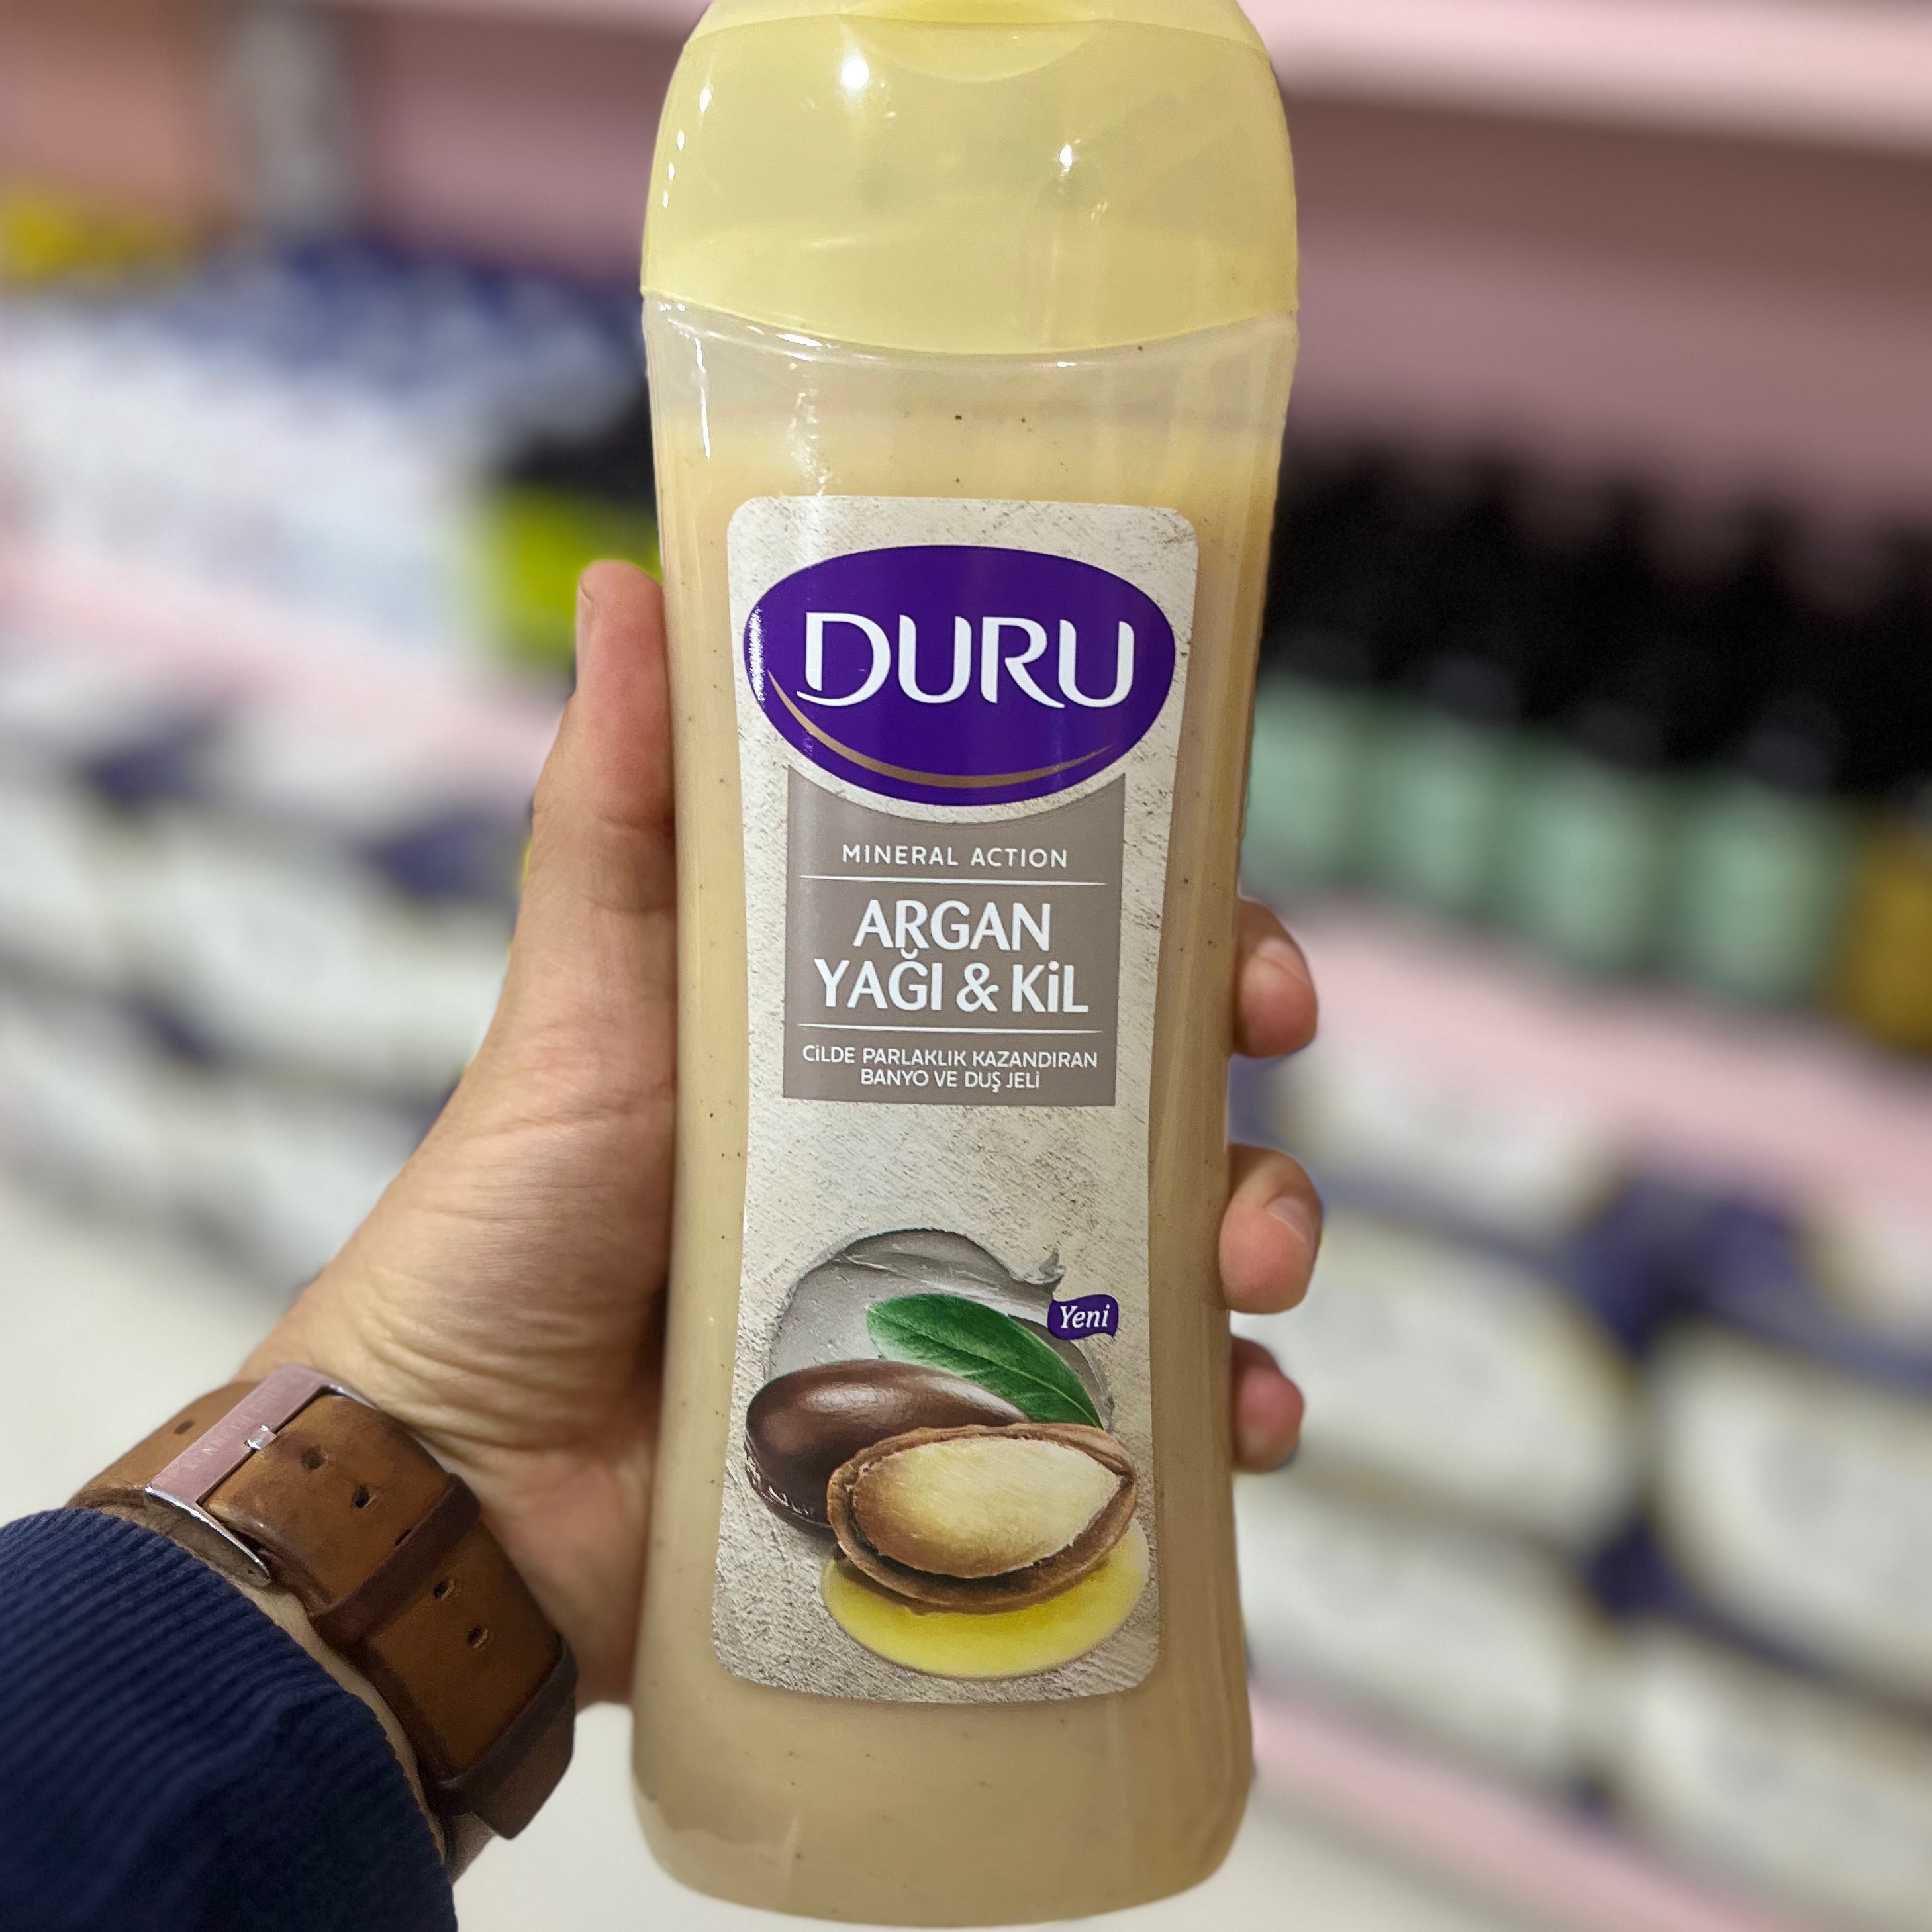 DURU
MINERAL ACTION
ARGAN
YAĞI & KİL
CİLDE PARLAKLIK KAZANDIRAN
BANYO VE DUŞ JELİ
Yeni